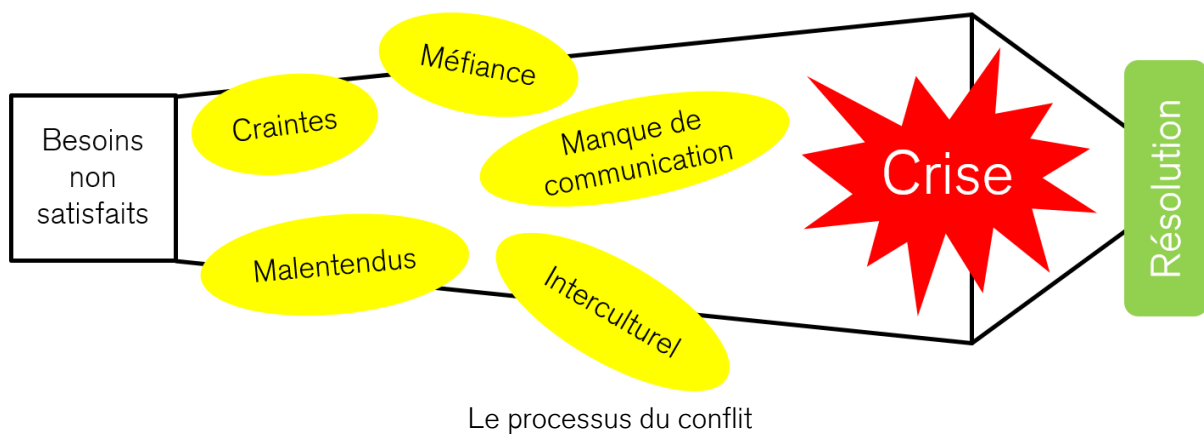 Besoins
non
satisfaits
Craintes
Méfiance
Manque de
communication
Malentendus
Interculturel
Crise
Résolution
Le processus du conflit